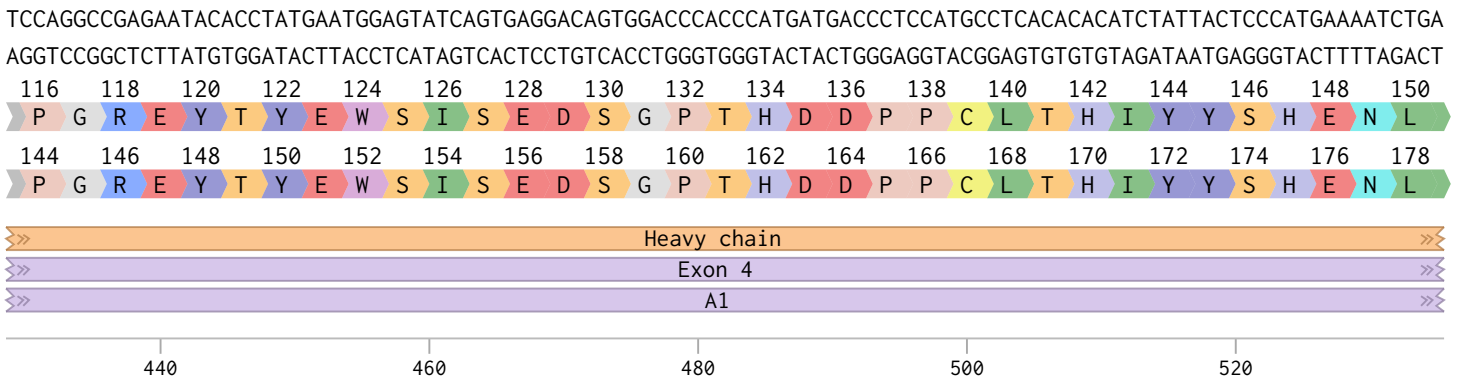 TCCAGGCCGAGAATACACCTATGAATGGAGTATCAGTGAGGACAGTGGACCCACCCATGATGACCCTCCATGCCTCACACACATCTATTACTCCCATGAAAATCTGA
AGGTCCGGCTCTTATGTGGATACTTACCTCATAGTCACTCCTGTCACCTGGGTGGGTACTACTGGGAGGTACGGAGTGTGTGTAGATAATGAGGGTACTTTTAGACT
116 118 120 122 124 126 128 130 132 134 136 138 140 142 144 146 148 150
P G R E Y T Y E W S I S E D S G P T H D D P P C L T H I Y Y S H E N L
144 146 148 150 152 154 156 158 160 162 164 166 168 170 172 174 176 178
P G R E Y T Y E W S I S E D S G P T H D D P P C L T H I Y Y S H E N L
Heavy chain
Exon 4
A1
440 460 480 500 520